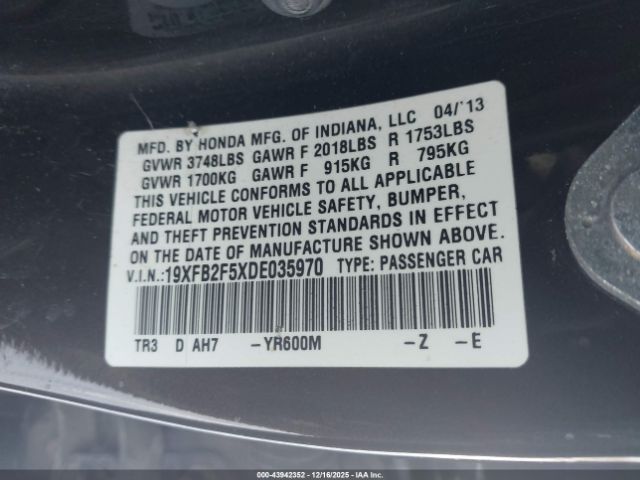 MFD. BY HONDA MFG. OF INDIANA, LLC 04/'13
GVWR 3748LBS GAWR F 2018LBS R 1753LBS
GVWR 1700KG GAWR F 915KG R 795KG
THIS VEHICLE CONFORMS TO ALL APPLICABLE
FEDERAL MOTOR VEHICLE SAFETY, BUMPER,
AND THEFT PREVENTION STANDARDS IN EFFECT
ON THE DATE OF MANUFACTURE SHOWN ABOVE.
V.I.N.:19XFB2F5XDE035970 TYPE: PASSENGER CAR
TR3 D AH7 -YR600M -Z -E
000-43942352 | 12/16/2025 | IAA, Inc.